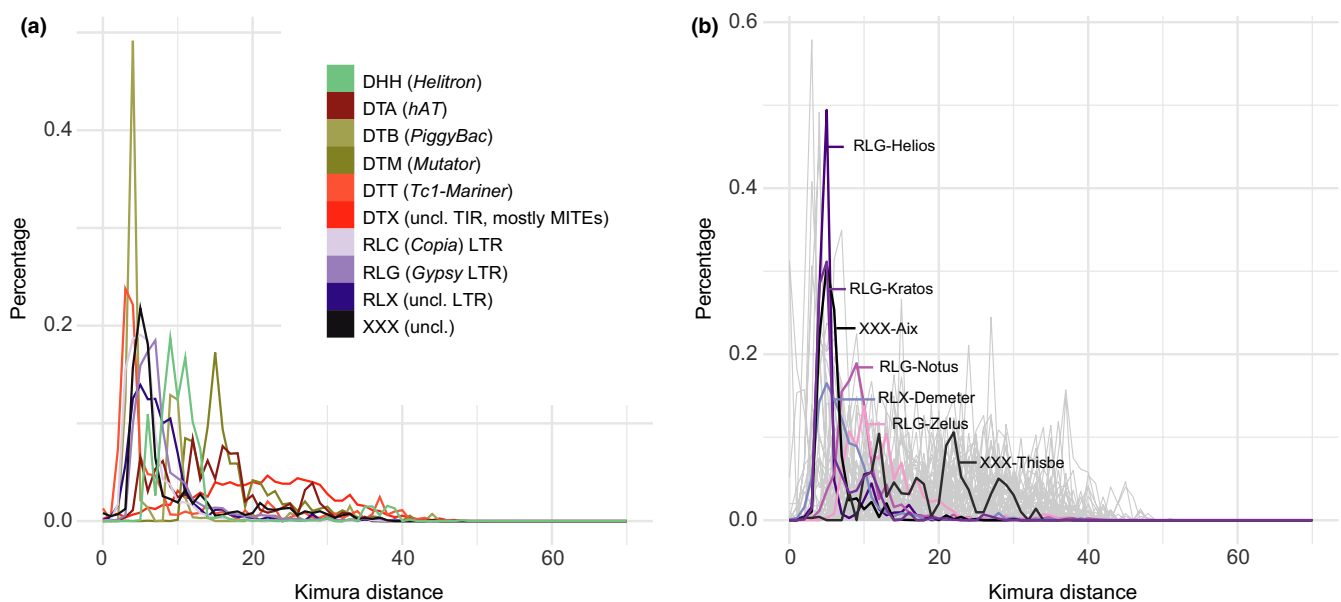 (a)
Percentage
0.4
0.2
0.0
0
20
40
60
Kimura distance
DHH (Helitron)
DTA (hAT)
DTB (PiggyBac)
DTM (Mutator)
DTT (Tc1-Mariner)
DTX (uncl. TIR, mostly MITEs)
RLC (Copia) LTR
RLG (Gypsy LTR)
RLX (uncl. LTR)
XXX (uncl.)
(b)
Percentage
0.6
0.4
0.2
0.0
0
20
40
60
Kimura distance
RLG-Helios
RLG-Kratos
XXX-Aix
RLG-Notus
RLX-Demeter
RLG-Zelus
XXX-Thisbe